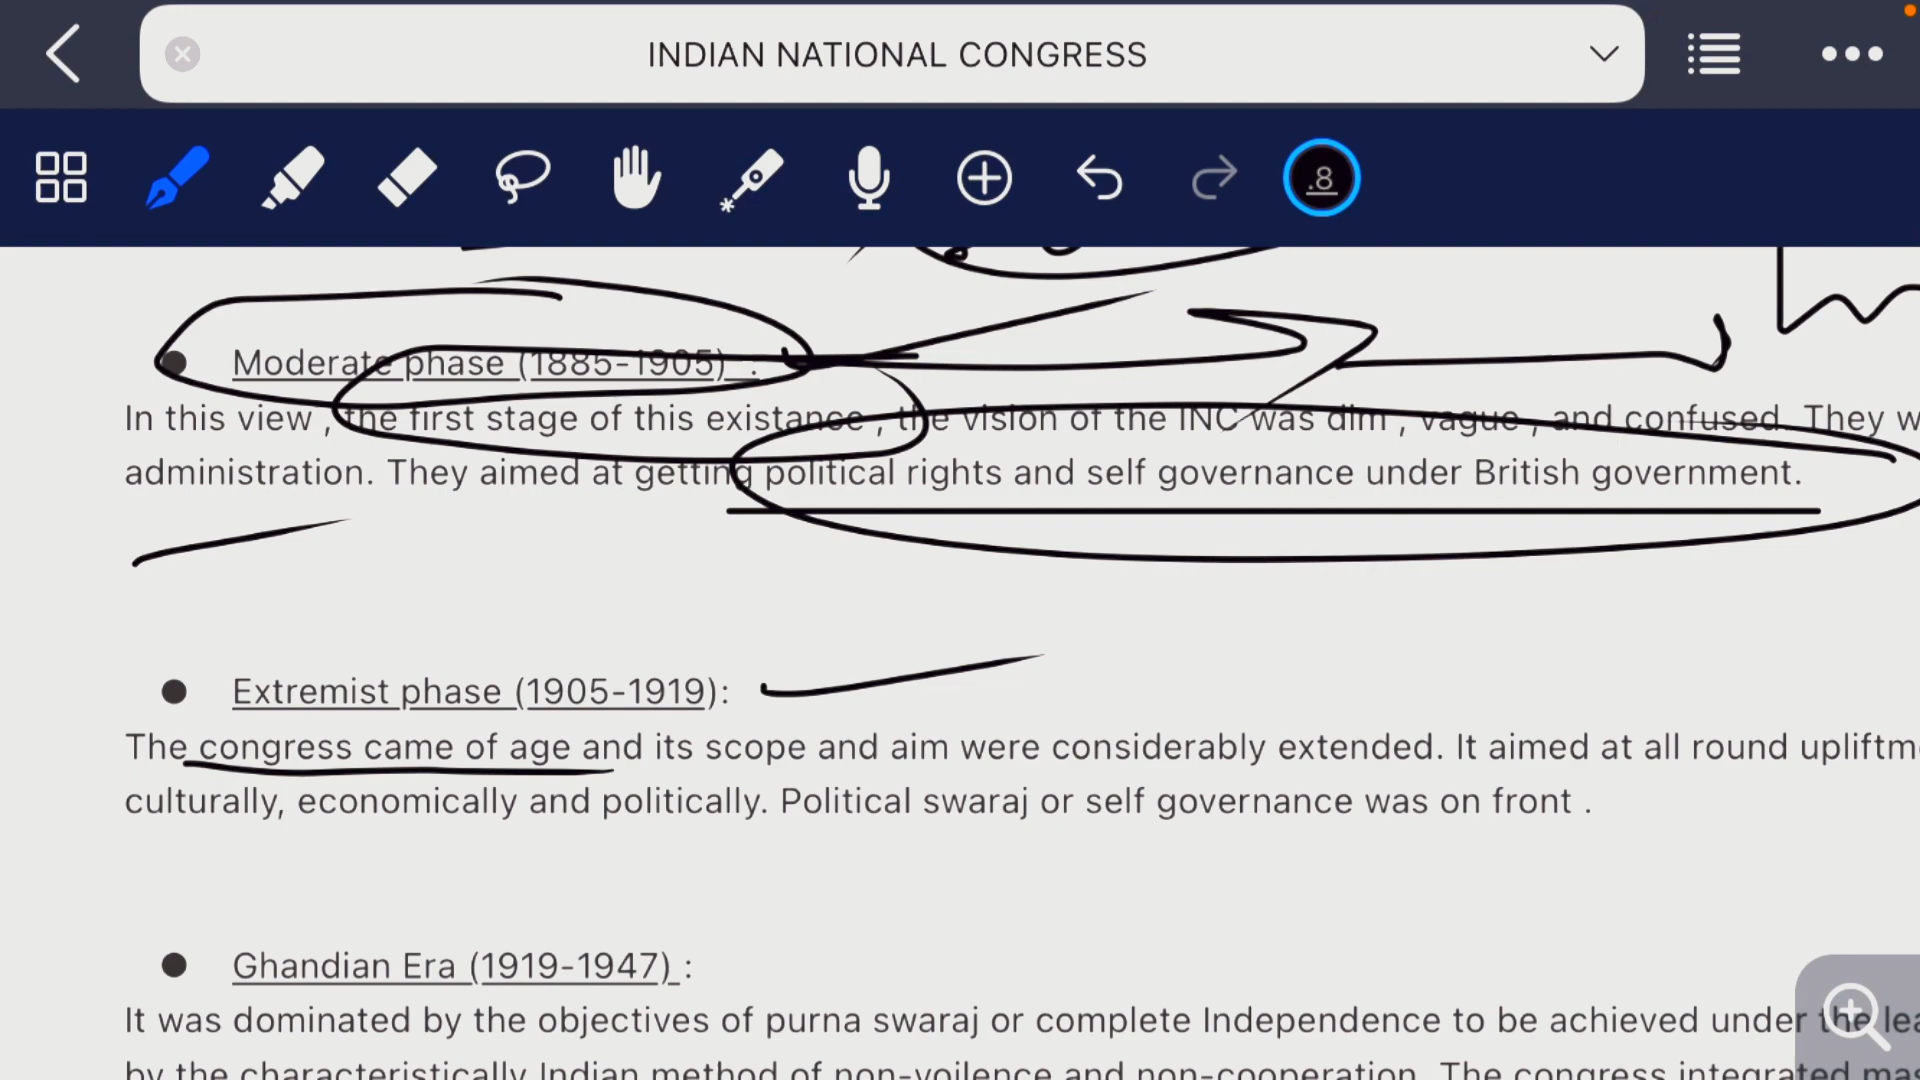 INDIAN NATIONAL CONGRESS
.8
Moderate phase (1885-1905) :
In this view , the first stage of this existance , the vision of the INC was dim , vague , and confused. They w
administration. They aimed at getting political rights and self governance under British government.
Extremist phase (1905-1919):
The congress came of age and its scope and aim were considerably extended. It aimed at all round upliftm
culturally, economically and politically. Political swaraj or self governance was on front .
Ghandian Era (1919-1947) :
It was dominated by the objectives of purna swaraj or complete Independence to be achieved under the lea
by the characteristically Indian method of non-voilence and non-cooperation. The congress integrated mas